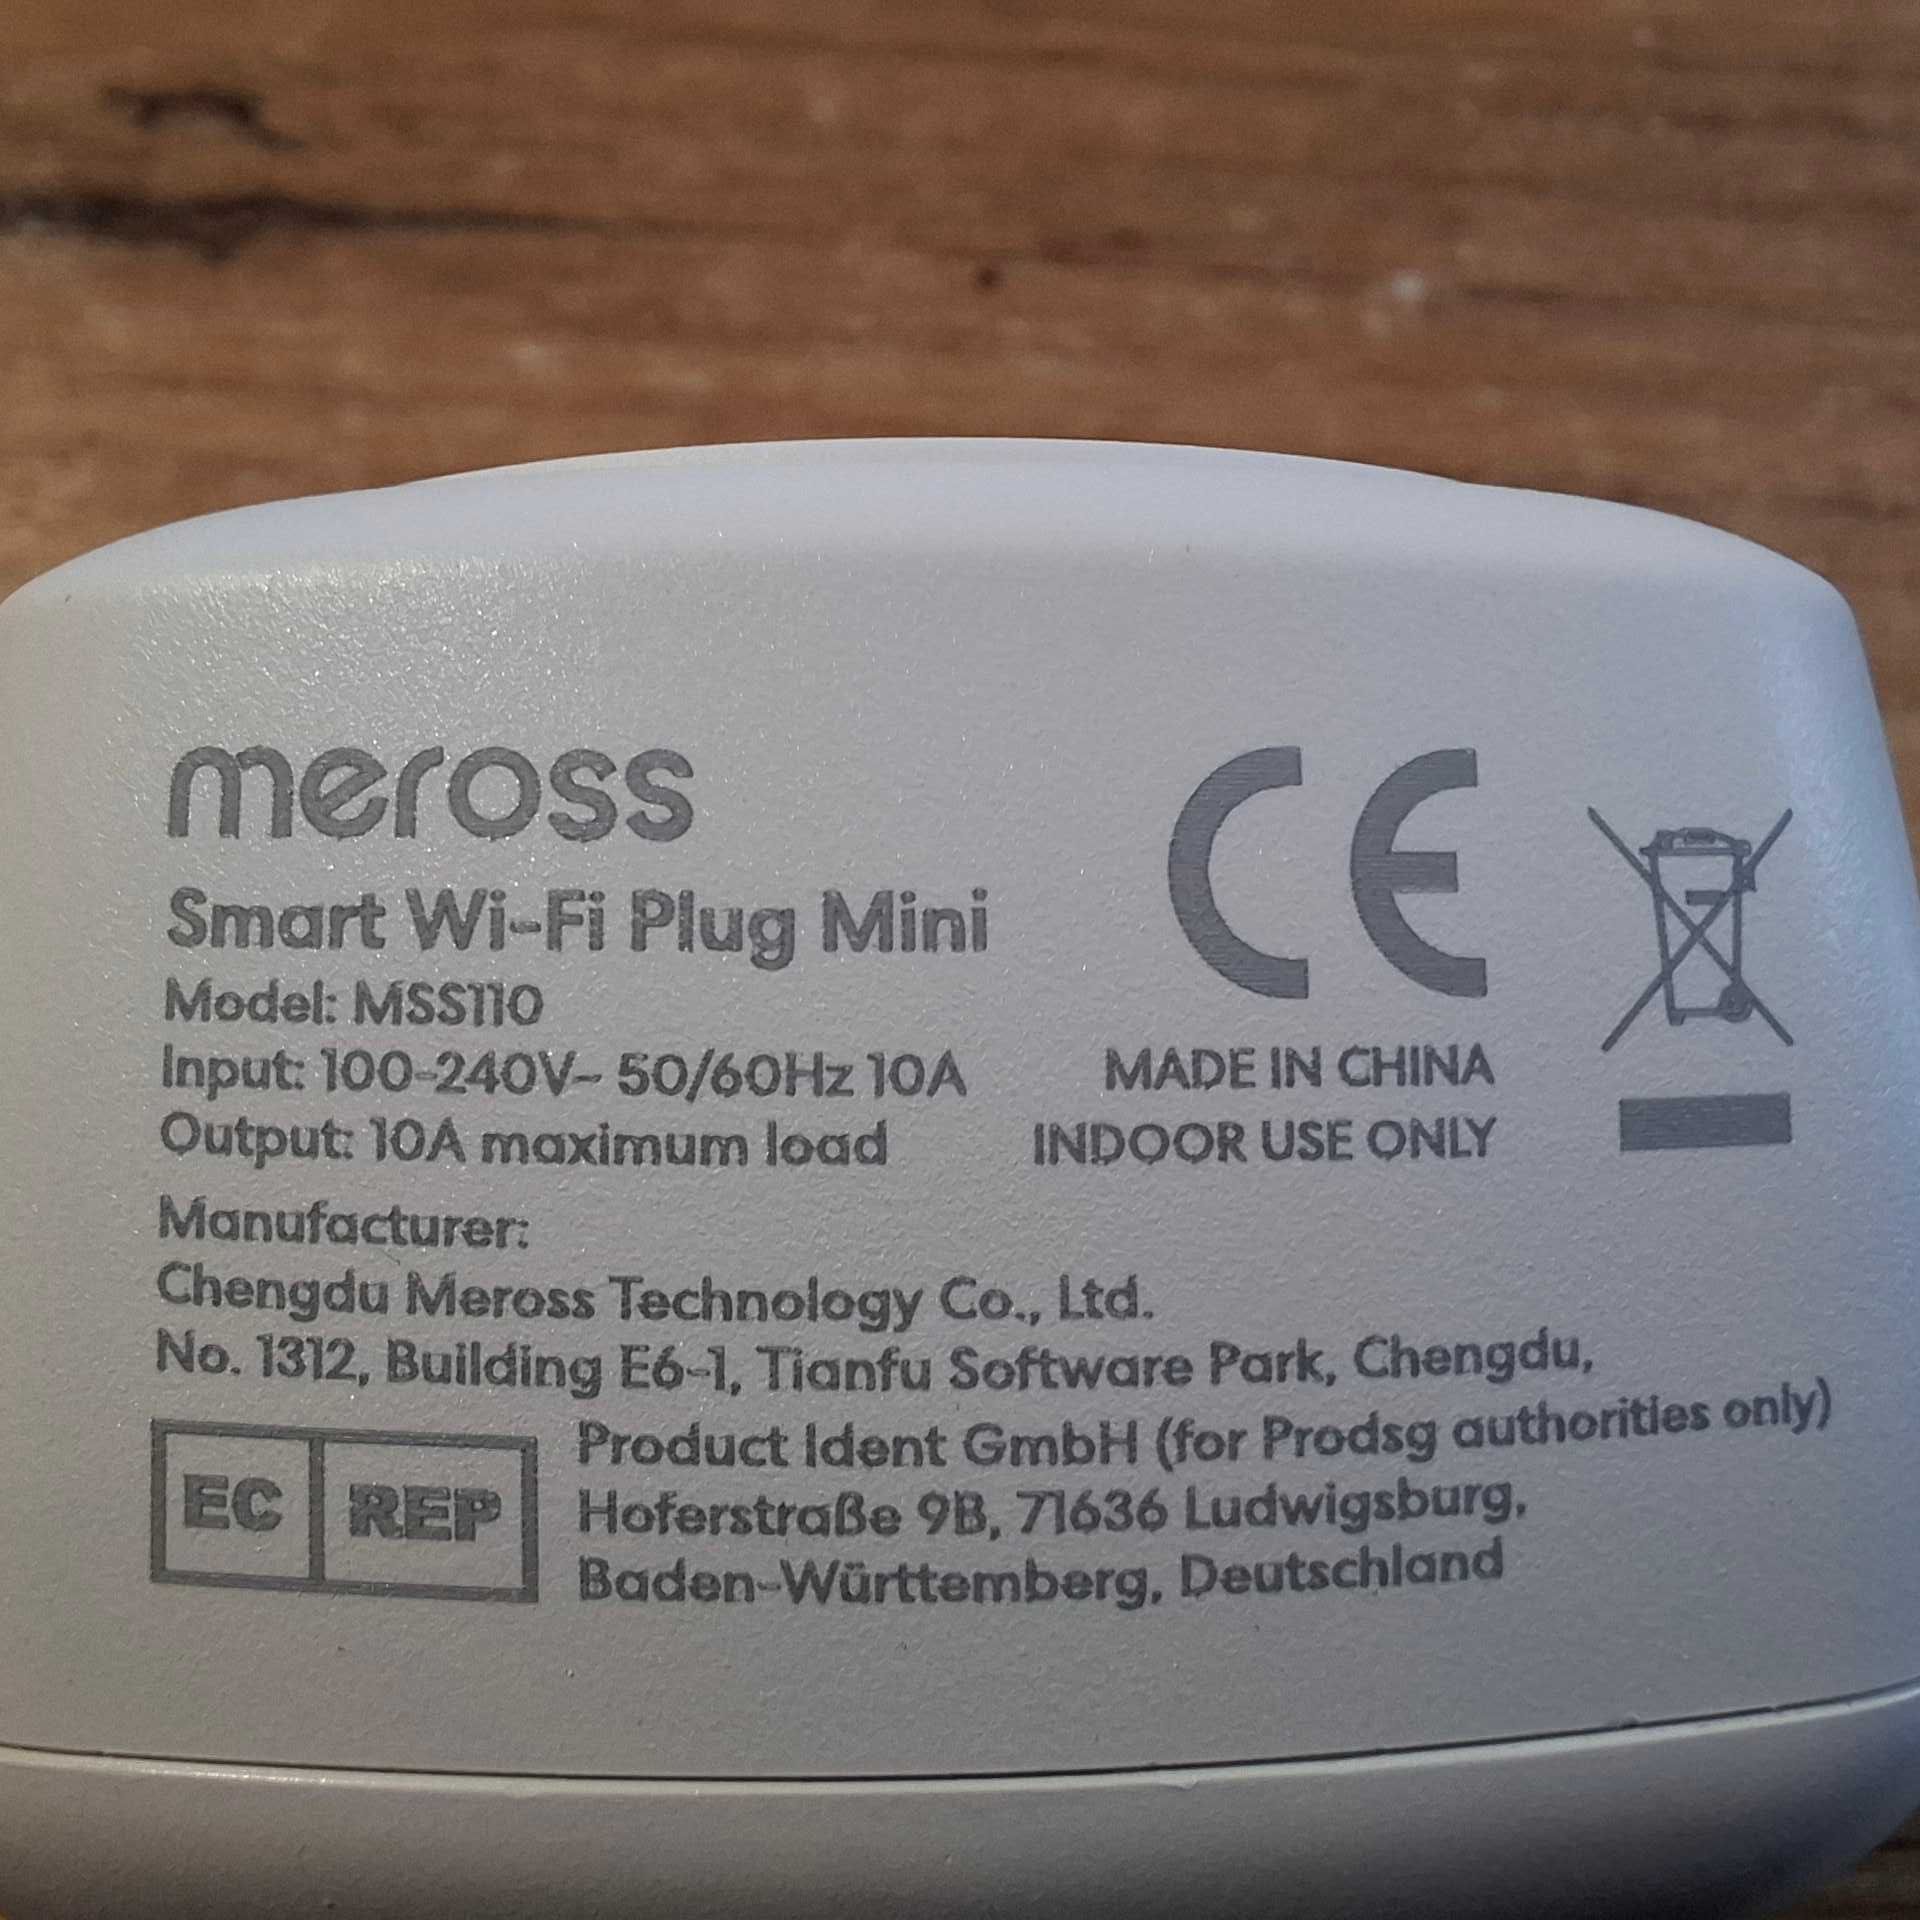 meross
Smart Wi-Fi Plug Mini
Model: MSS110
Input: 100-240V~ 50/60Hz 10A
Output: 10A maximum load
CE
MADE IN CHINA
INDOOR USE ONLY
Manufacturer:
Chengdu Meross Technology Co., Ltd.
No. 1312, Building E6-1, Tianfu Software Park, Chengdu,
EC REP
Product Ident GmbH (for Prodsg authorities only)
Hoferstraße 9B, 71636 Ludwigsburg,
Baden-Württemberg, Deutschland